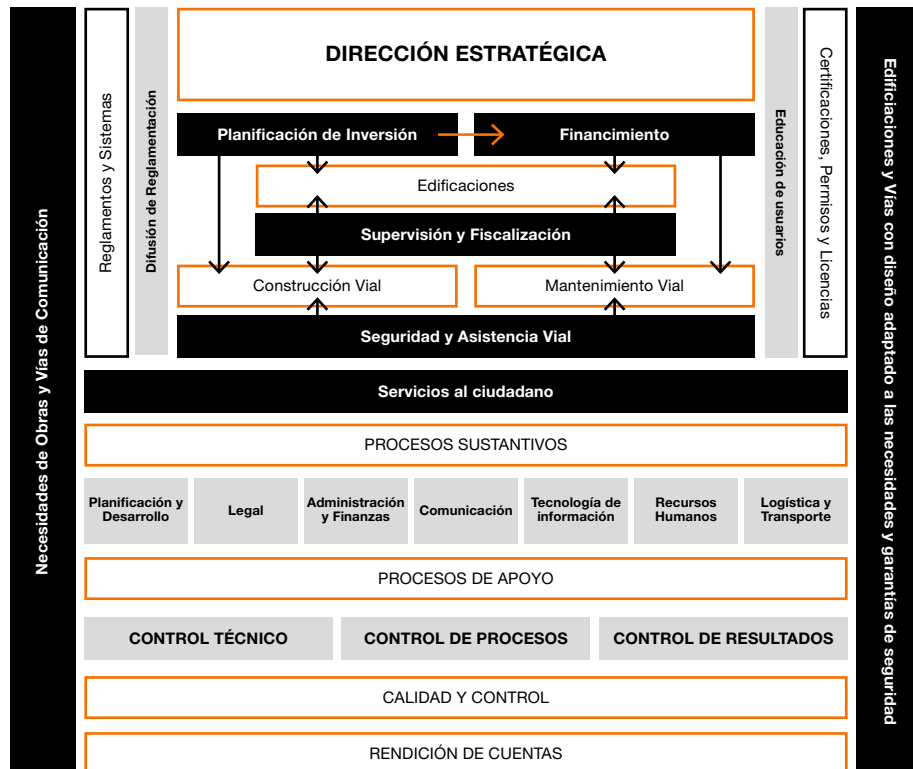 Necesidades de Obras y Vías de Comunicación
Reglamentos y Sistemas
Difusión de Reglamentación
DIRECCIÓN ESTRATÉGICA
Planificación de Inversión
Financimiento
Edificaciones
Supervisión y Fiscalización
Construcción Vial
Mantenimiento Vial
Seguridad y Asistencia Vial
Educación de usuarios
Certificaciones, Permisos y Licencias
Edificiaciones y Vías con diseño adaptado a las necesidades y garantías de seguridad
Servicios al ciudadano
PROCESOS SUSTANTIVOS
Planificación y
Desarrollo
Legal
Administración
y Finanzas
Comunicación
Tecnología de
información
Recursos
Humanos
Logística y
Transporte
PROCESOS DE APOYO
CONTROL TÉCNICO
CONTROL DE PROCESOS
CONTROL DE RESULTADOS
CALIDAD Y CONTROL
RENDICIÓN DE CUENTAS